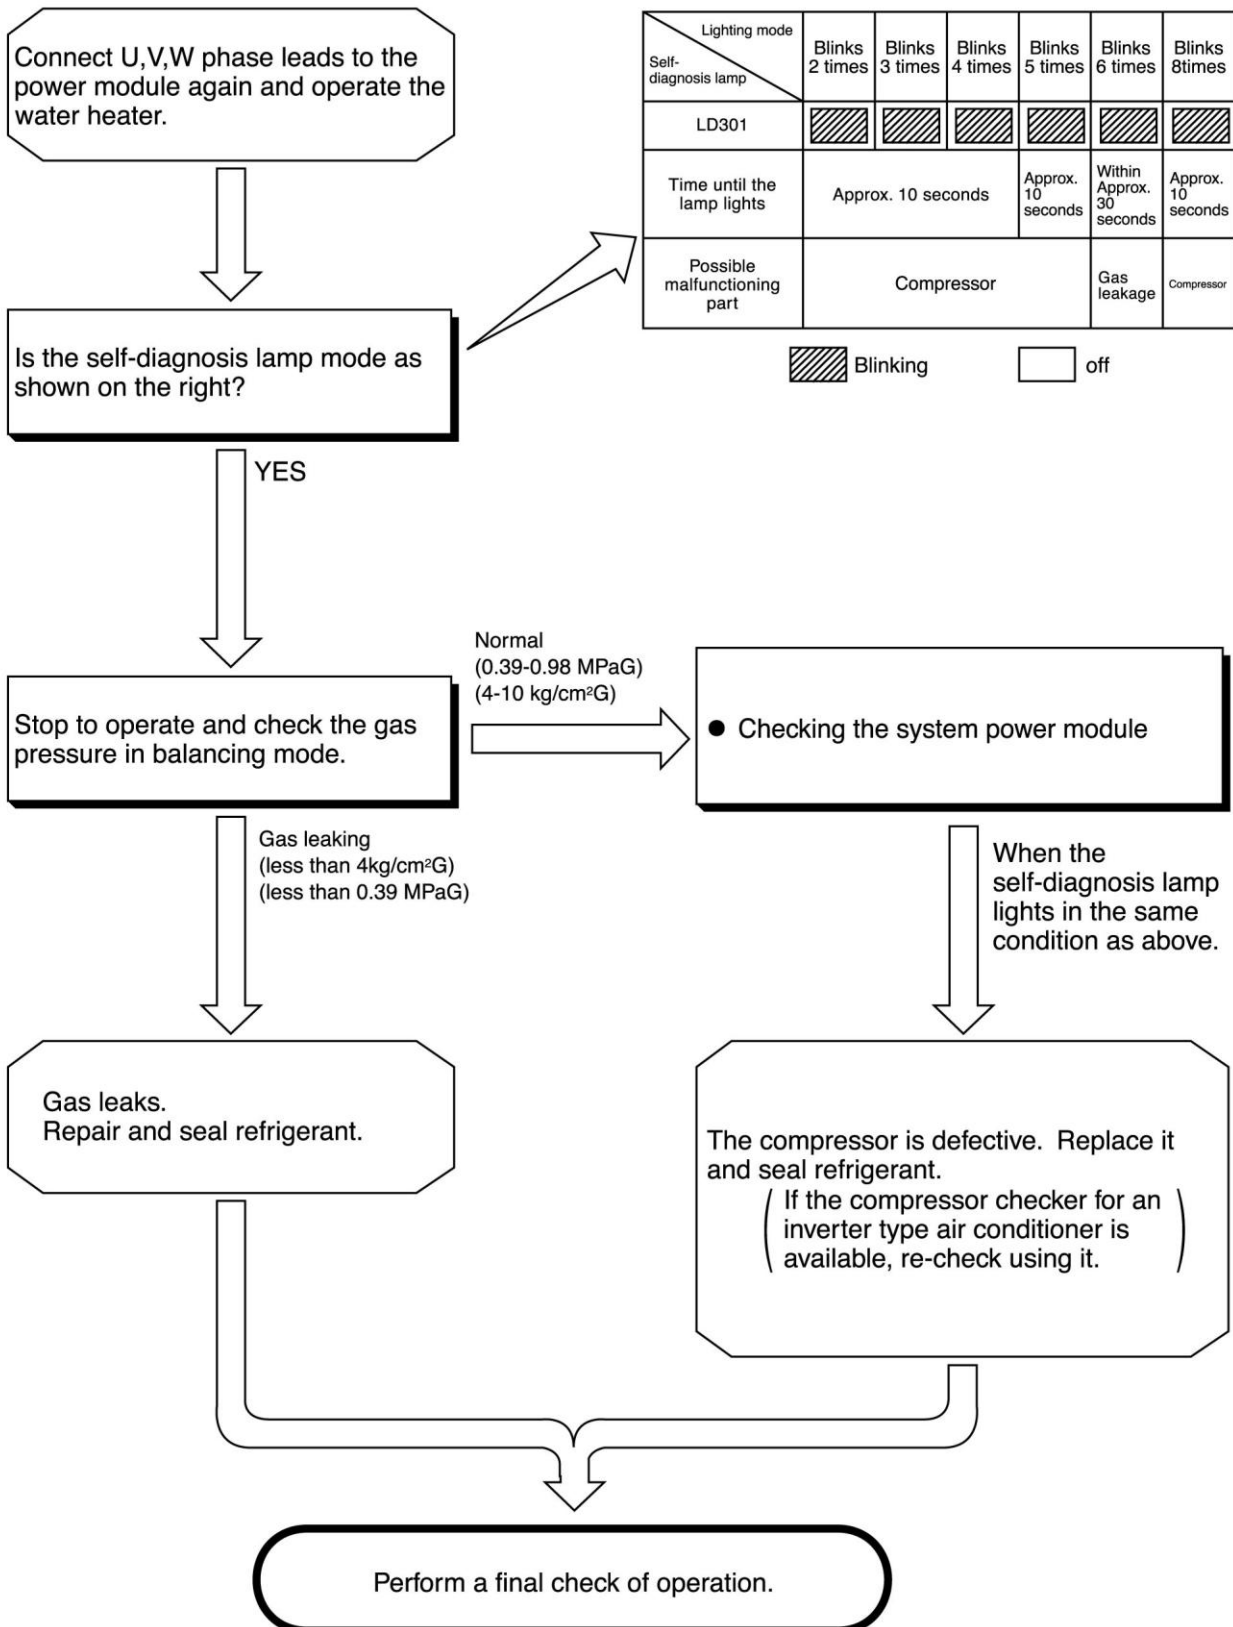 Connect U,V,W phase leads to the
power module again and operate the
water heater.
Lighting mode
Self-
diagnosis lamp
Blinks
2 times
Blinks
3 times
Blinks
4 times
Blinks
5 times
Blinks
6 times
Blinks
8times
LD301
Time until the
lamp lights
Approx. 10 seconds
Approx.
10
seconds
Within
Approx.
30
seconds
Approx.
10
seconds
Possible
malfunctioning
part
Compressor
Gas
leakage
Compressor
Blinking
off
Is the self-diagnosis lamp mode as
shown on the right?
YES
Stop to operate and check the gas
pressure in balancing mode.
Normal
(0.39-0.98 MPaG)
(4-10 kg/cm²G)
● Checking the system power module
Gas leaking
(less than 4kg/cm²G)
(less than 0.39 MPaG)
When the
self-diagnosis lamp
lights in the same
condition as above.
Gas leaks.
Repair and seal refrigerant.
The compressor is defective. Replace it
and seal refrigerant.
(If the compressor checker for an
inverter type air conditioner is
available, re-check using it.)
Perform a final check of operation.